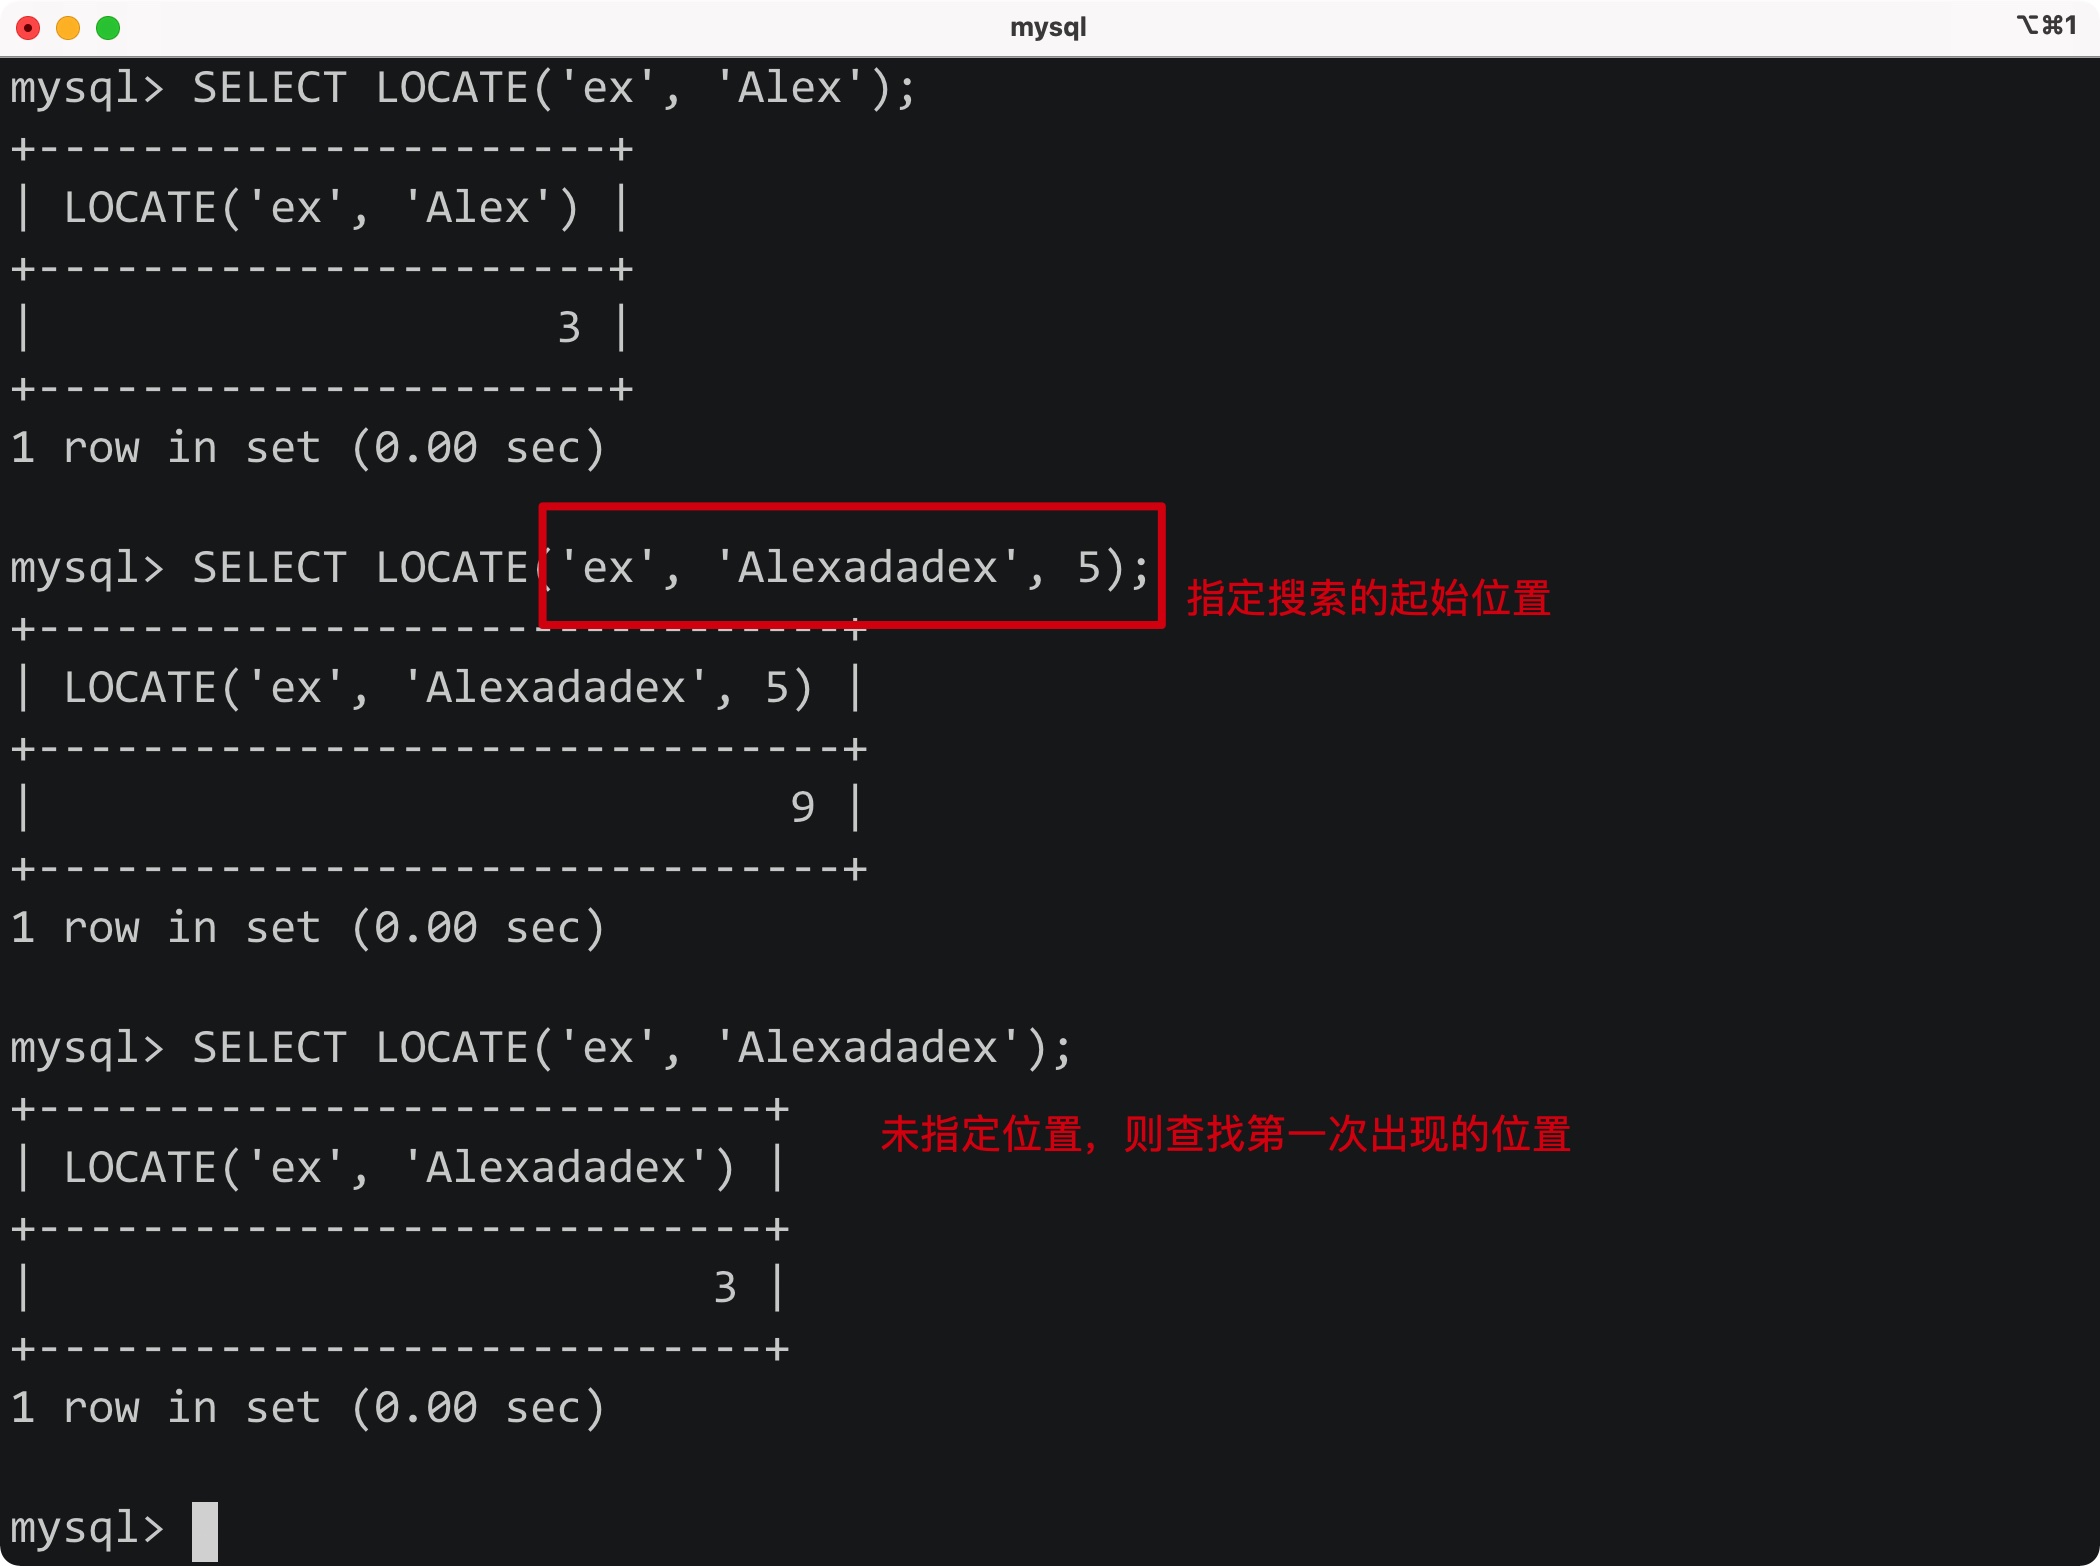 mysql
⌥⌘1
mysql> SELECT LOCATE('ex', 'Alex');
+----------------------+
| LOCATE('ex', 'Alex') |
+----------------------+
|                    3 |
+----------------------+
1 row in set (0.00 sec)
mysql> SELECT LOCATE('ex', 'Alexadadex', 5);
指定搜索的起始位置
+-------------------------------+
| LOCATE('ex', 'Alexadadex', 5) |
+-------------------------------+
|                             9 |
+-------------------------------+
1 row in set (0.00 sec)
mysql> SELECT LOCATE('ex', 'Alexadadex');
+----------------------------+
未指定位置，则查找第一次出现的位置
| LOCATE('ex', 'Alexadadex') |
+----------------------------+
|                          3 |
+----------------------------+
1 row in set (0.00 sec)
mysql>